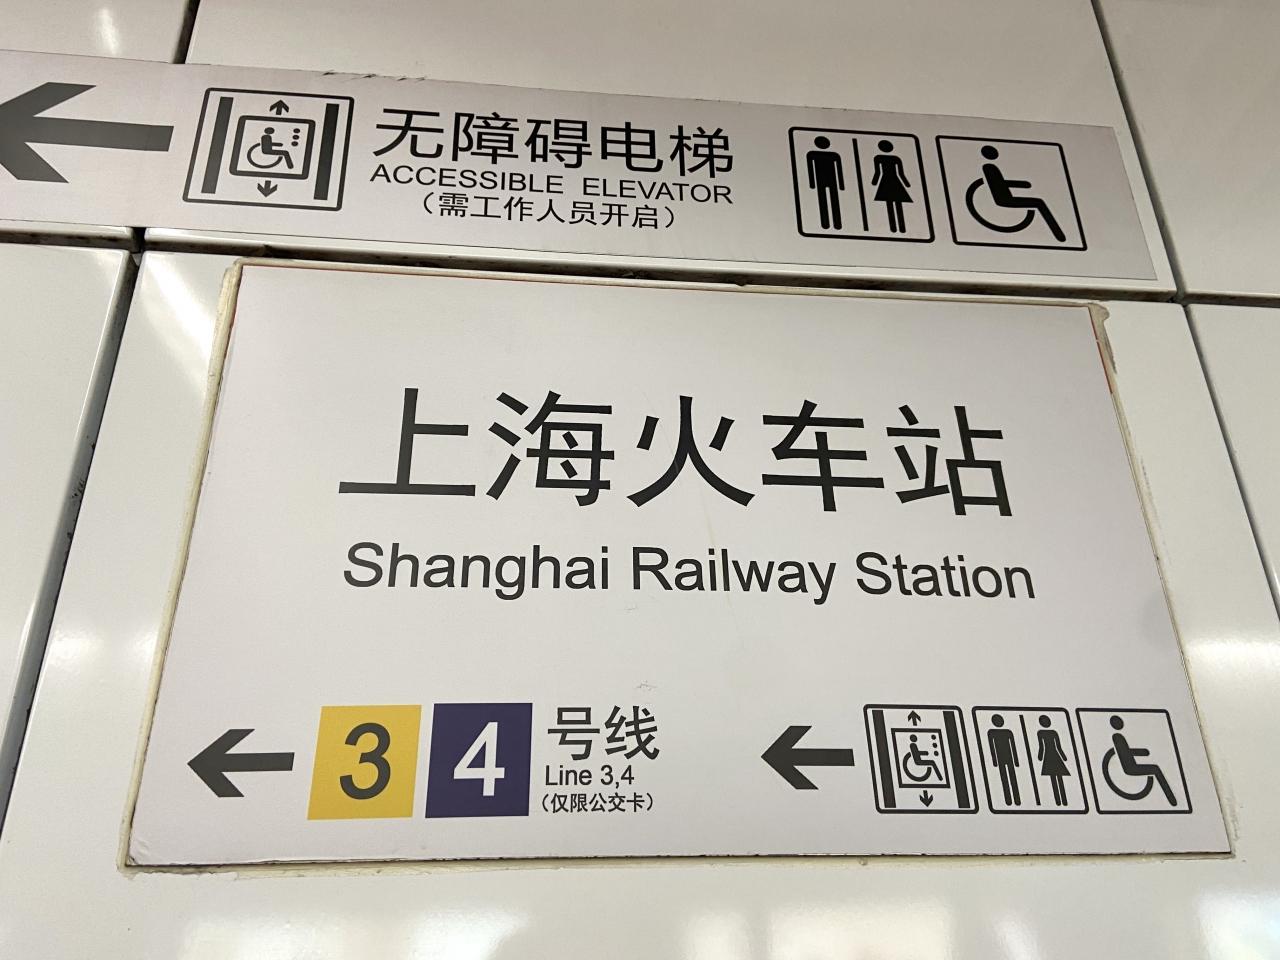 无障碍电梯
ACCESSIBLE ELEVATOR
（需工作人员开启）
上海火车站
Shanghai Railway Station
3 4 号线
Line 3,4
（仅限公交卡）